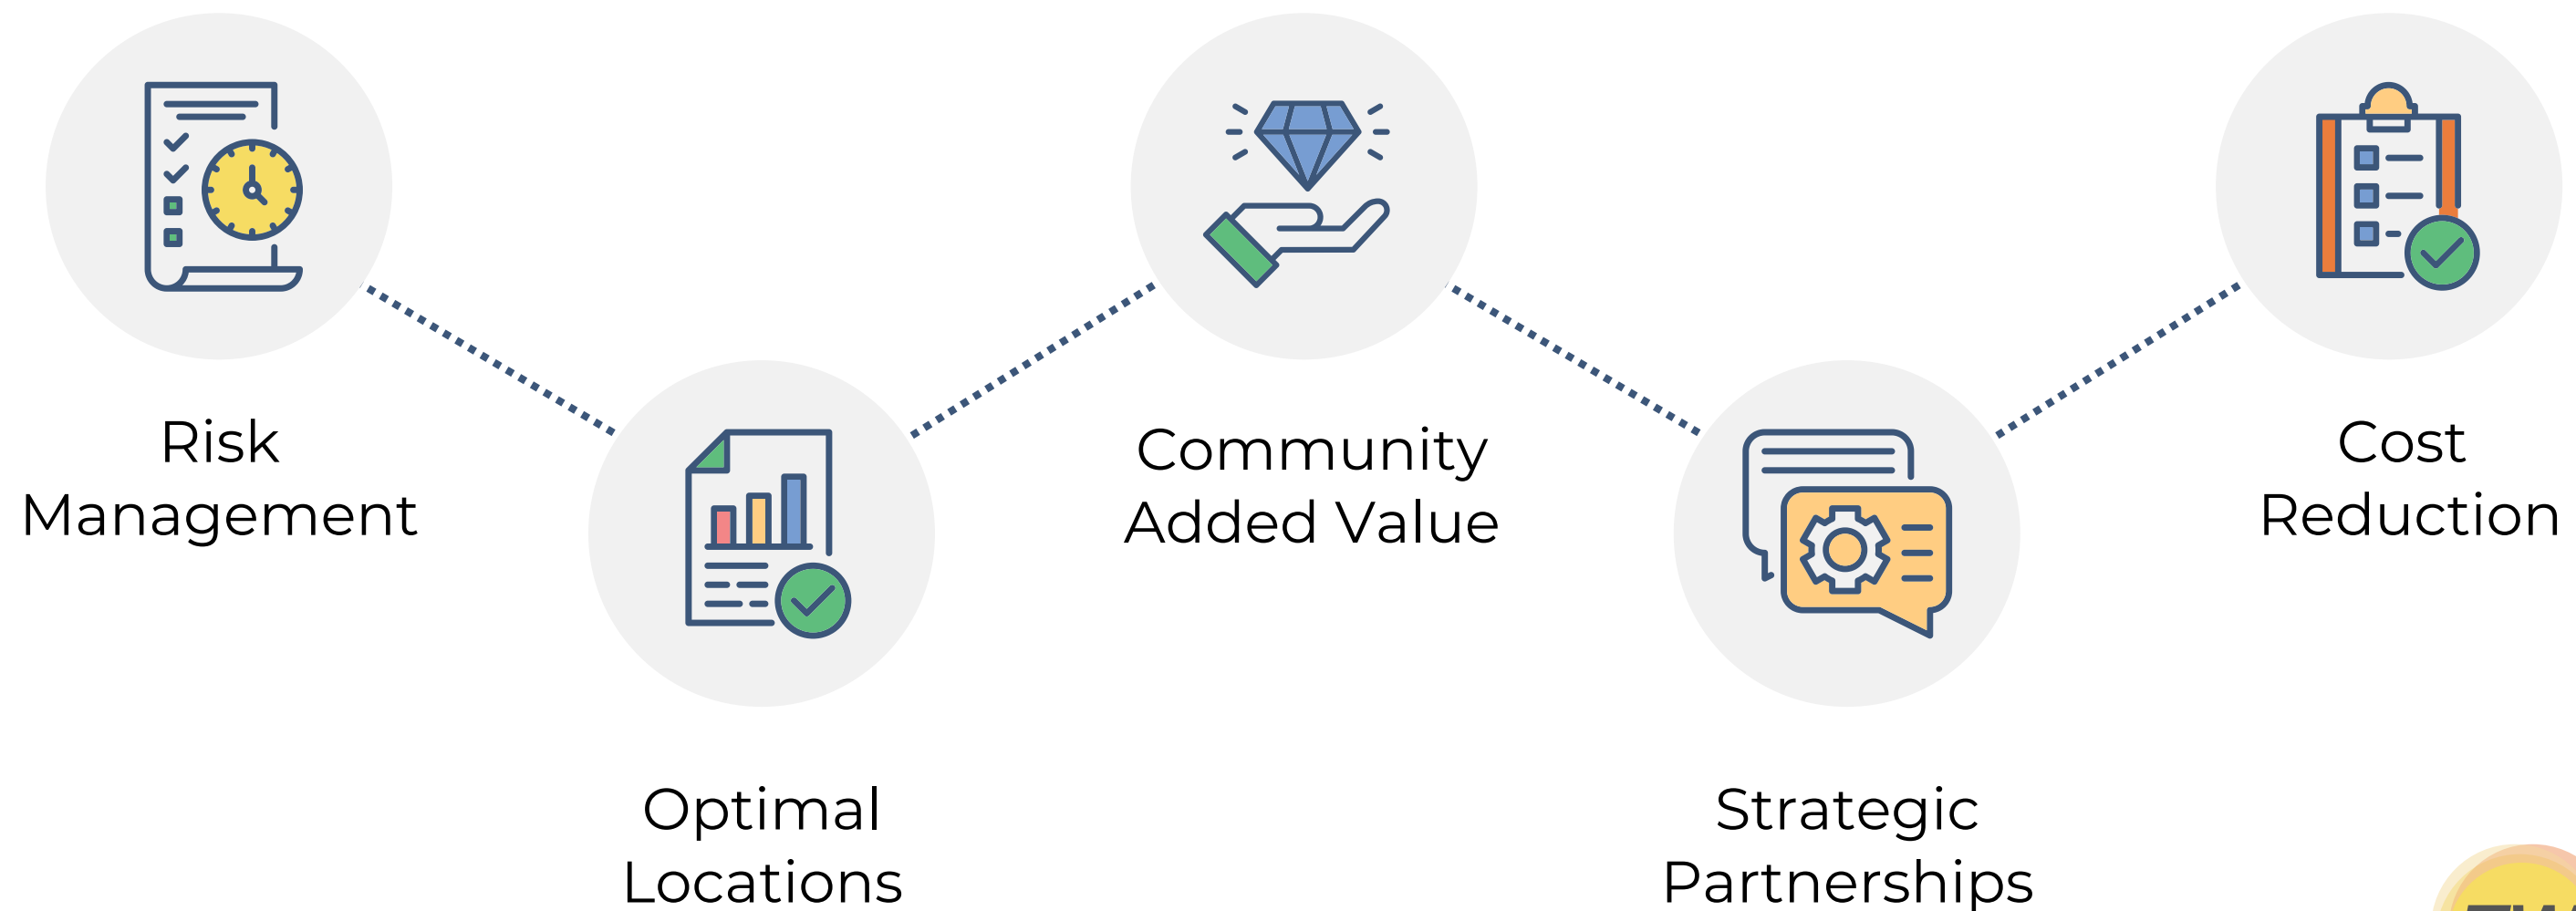 Risk
Management
Optimal
Locations
Community
Added Value
Strategic
Partnerships
Cost
Reduction